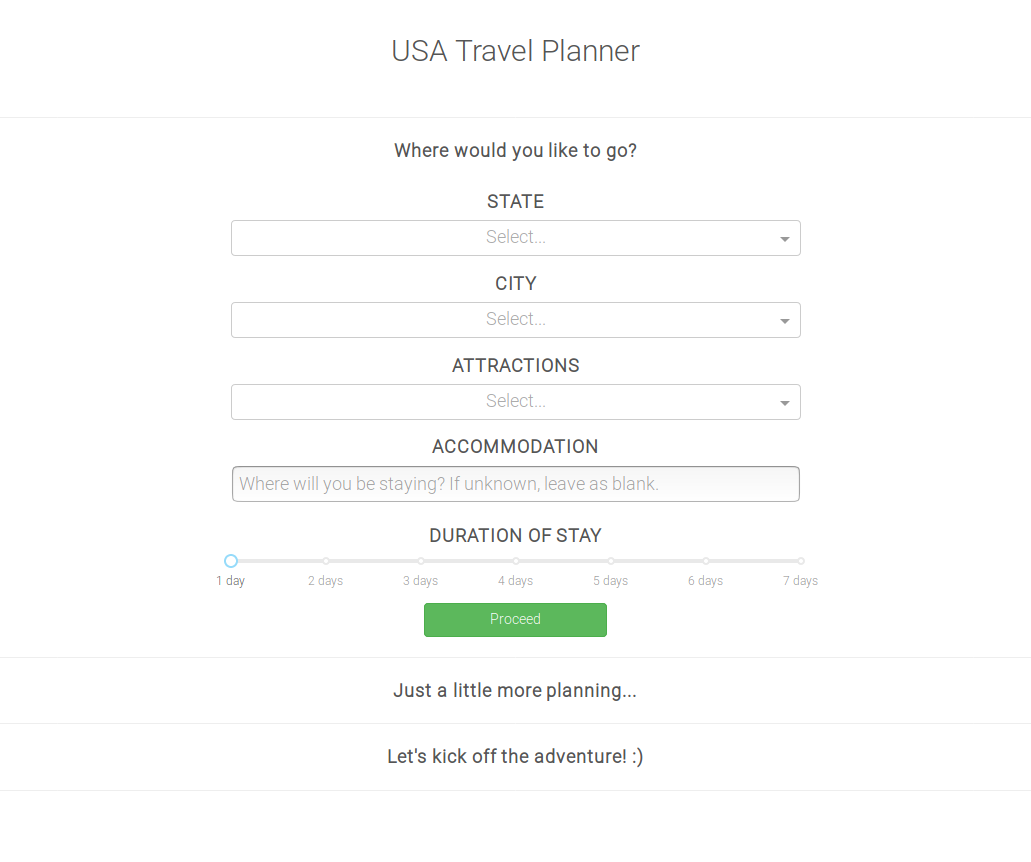 USA Travel Planner
Where would you like to go?
STATE
Select...
CITY
Select...
ATTRACTIONS
Select...
ACCOMMODATION
Where will you be staying? If unknown, leave as blank.
DURATION OF STAY
1 day 2 days 3 days 4 days 5 days 6 days 7 days
Proceed
Just a little more planning...
Let's kick off the adventure! :)